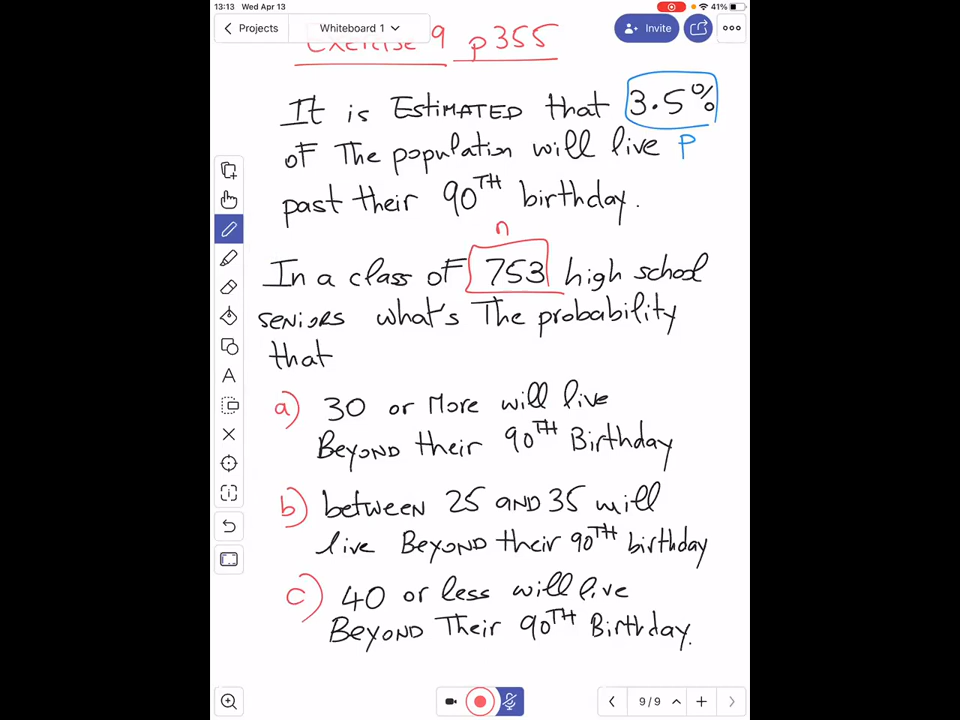 13:13 Wed Apr 13
41%
Projects
Whiteboard 1
Invite
Exercise 9 p355
It is EstiMATED that 3.5%
oF The population will live P
past their 90TH birthday.
n
In a class oF 753 high school
SENiORS what's The probability
that
a) 30 or More will live
BEYOND their 90TH Birthday
b) between 25 AND 35 will
live BEYOND their 90TH birthday
c) 40 or less will live
BEYOND Their 90TH Birthday.
A
9/9